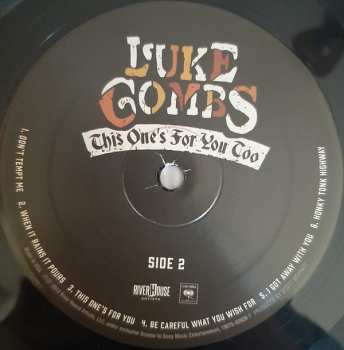 LUKE
COMBS
This One's For You Too
SIDE 2
RIVER HOUSE
ARTISTS
1. DON'T TEMPT ME
2. WHEN IT RAINS IT POURS
3. THIS ONE'S FOR YOU
4. BE CAREFUL WHAT YOU WISH FOR
5. I GOT AWAY WITH YOU
6. HONKY TONK HIGHWAY